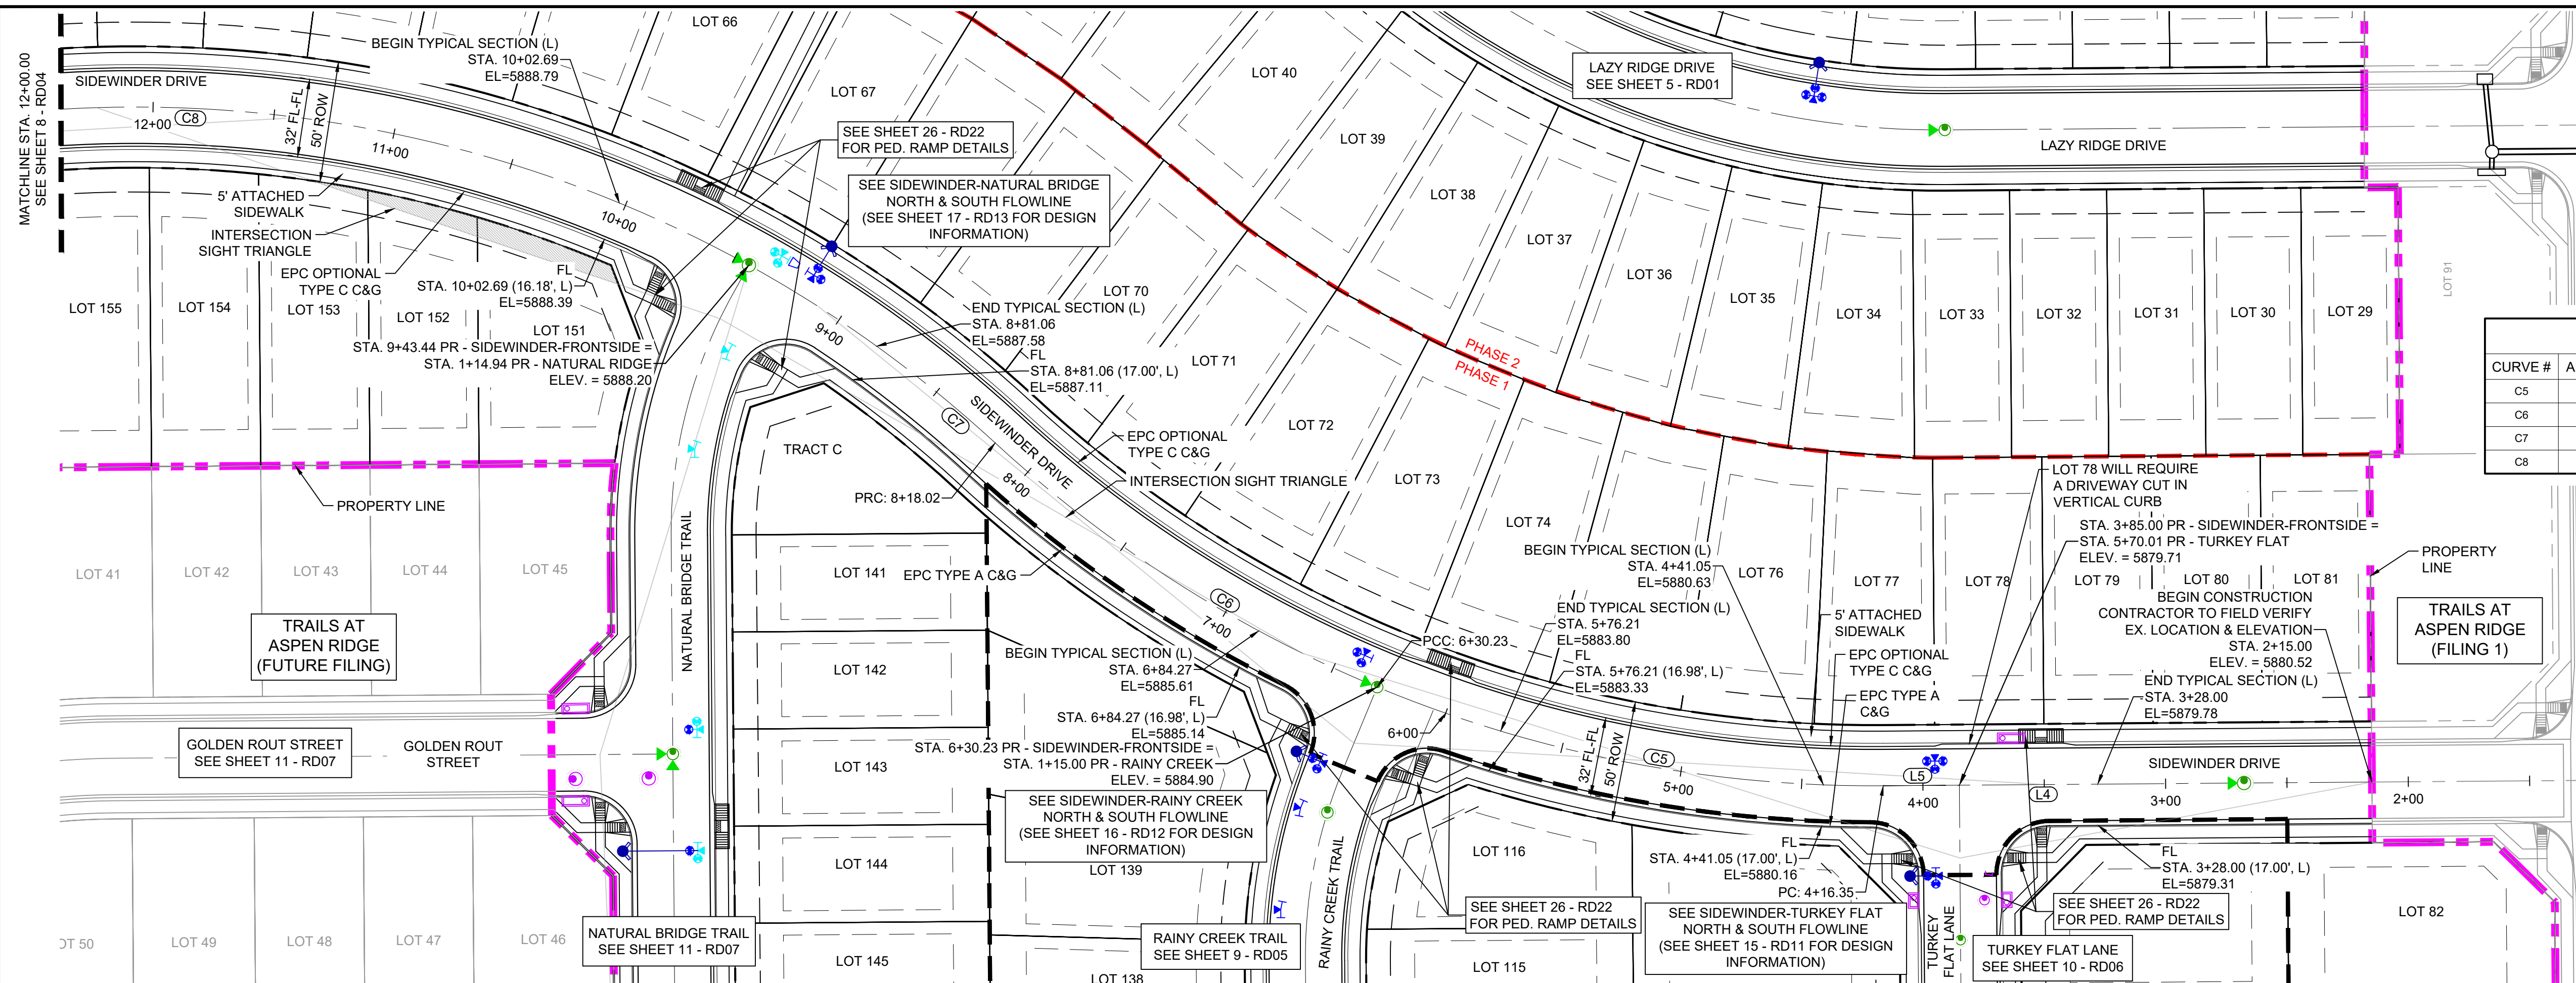 MATCHLINE STA. 12+00.00
SEE SHEET 8 - RD04
SIDEWINDER DRIVE
12+00
C8
32' FL-FL
50' ROW
11+00
BEGIN TYPICAL SECTION (L)
STA. 10+02.69
EL=5888.79
LOT 66
LOT 67
SEE SHEET 26 - RD22
FOR PED. RAMP DETAILS
SEE SIDEWINDER-NATURAL BRIDGE
NORTH & SOUTH FLOWLINE
(SEE SHEET 17 - RD13 FOR DESIGN
INFORMATION)
5' ATTACHED
SIDEWALK
INTERSECTION
SIGHT TRIANGLE
EPC OPTIONAL
TYPE C C&G
10+00
FL
STA. 10+02.69 (16.18', L)
EL=5888.39
LOT 155
LOT 154
LOT 153
LOT 152
LOT 151
STA. 9+43.44 PR - SIDEWINDER-FRONTSIDE =
STA. 1+14.94 PR - NATURAL RIDGE
ELEV. = 5888.20
9+00
END TYPICAL SECTION (L)
STA. 8+81.06
EL=5887.58
FL
STA. 8+81.06 (17.00', L)
EL=5887.11
LOT 70
LOT 71
LOT 72
LOT 73
LOT 74
LOT 76
LOT 77
LOT 78
LOT 79
LOT 80
LOT 81
LOT 40
LOT 39
LOT 38
LOT 37
LOT 36
LOT 35
LOT 34
LOT 33
LOT 32
LOT 31
LOT 30
LOT 29
LOT 91
LAZY RIDGE DRIVE
SEE SHEET 5 - RD01
LAZY RIDGE DRIVE
PHASE 2
PHASE 1
CURVE #
C5
C6
C7
C8
C7
SIDEWINDER DRIVE
EPC OPTIONAL
TYPE C C&G
INTERSECTION SIGHT TRIANGLE
PRC: 8+18.02
8+00
TRACT C
PROPERTY LINE
NATURAL BRIDGE TRAIL
EPC TYPE A C&G
LOT 41
LOT 42
LOT 43
LOT 44
LOT 45
TRAILS AT
ASPEN RIDGE
(FUTURE FILING)
LOT 141
LOT 142
LOT 143
LOT 144
LOT 145
C6
7+00
BEGIN TYPICAL SECTION (L)
STA. 6+84.27
EL=5885.61
FL
STA. 6+84.27 (16.98', L)
EL=5885.14
STA. 6+30.23 PR - SIDEWINDER-FRONTSIDE =
STA. 1+15.00 PR - RAINY CREEK
ELEV. = 5884.90
SEE SIDEWINDER-RAINY CREEK
NORTH & SOUTH FLOWLINE
(SEE SHEET 16 - RD12 FOR DESIGN
INFORMATION)
LOT 139
LOT 138
PCC: 6+30.23
6+00
BEGIN TYPICAL SECTION (L)
STA. 4+41.05
EL=5880.63
END TYPICAL SECTION (L)
STA. 5+76.21
EL=5883.80
FL
STA. 5+76.21 (16.98', L)
EL=5883.33
32' FL-FL
50' ROW
C5
5+00
5' ATTACHED
SIDEWALK
EPC OPTIONAL
TYPE C C&G
EPC TYPE A
C&G
LOT 78 WILL REQUIRE
A DRIVEWAY CUT IN
VERTICAL CURB
STA. 3+85.00 PR - SIDEWINDER-FRONTSIDE =
STA. 5+70.01 PR - TURKEY FLAT
ELEV. = 5879.71
BEGIN CONSTRUCTION
CONTRACTOR TO FIELD VERIFY
EX. LOCATION & ELEVATION
STA. 2+15.00
ELEV. = 5880.52
END TYPICAL SECTION (L)
STA. 3+28.00
EL=5879.78
PROPERTY
LINE
TRAILS AT
ASPEN RIDGE
(FILING 1)
SIDEWINDER DRIVE
L5
L4
4+00
3+00
2+00
GOLDEN ROUT STREET
SEE SHEET 11 - RD07
GOLDEN ROUT
STREET
LOT 49
LOT 48
LOT 47
LOT 46
NATURAL BRIDGE TRAIL
SEE SHEET 11 - RD07
RAINY CREEK TRAIL
SEE SHEET 9 - RD05
RAINY CREEK TRAIL
LOT 116
LOT 115
SEE SHEET 26 - RD22
FOR PED. RAMP DETAILS
FL
STA. 4+41.05 (17.00', L)
EL=5880.16
PC: 4+16.35
SEE SIDEWINDER-TURKEY FLAT
NORTH & SOUTH FLOWLINE
(SEE SHEET 15 - RD11 FOR DESIGN
INFORMATION)
TURKEY
FLAT LANE
FL
STA. 3+28.00 (17.00', L)
EL=5879.31
SEE SHEET 26 - RD22
FOR PED. RAMP DETAILS
TURKEY FLAT LANE
SEE SHEET 10 - RD06
LOT 82